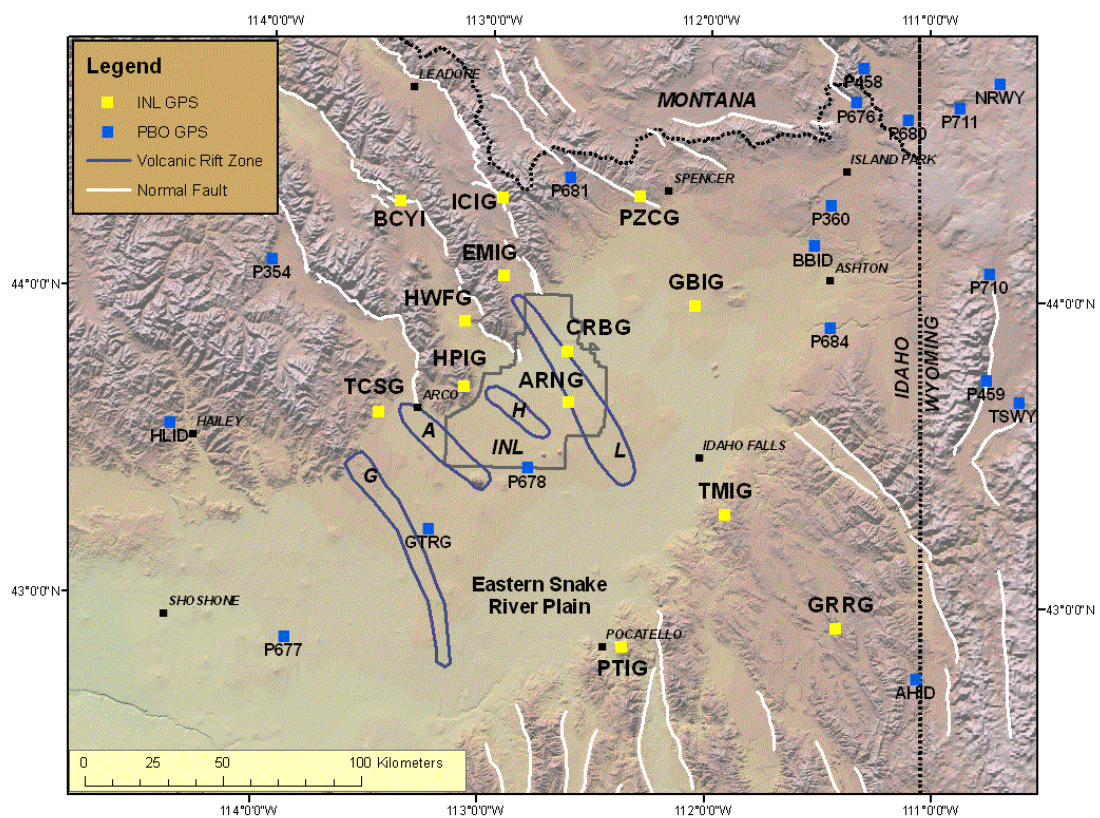 114°0'0"W
113°0'0"W
112°0'0"W
111°0'0"W
Legend
INL GPS
PBO GPS
Volcanic Rift Zone
Normal Fault
LEADORE
MONTANA
P458
P676
NRWY
P680
P711
ISLAND PARK
SPENCER
P681
BCYI
ICIG
PZCG
P360
P354
EMIG
BBID
ASHTON
44°0'0"N
44°0'0"N
GBIG
P710
HWFG
CRBG
P684
IDAHO
WYOMING
HPIG
TCSG
ARCO
ARNG
P459
TSWY
HLID
HAILEY
A
H
INL
L
IDAHO FALLS
G
P678
TMIG
GTRG
43°0'0"N
43°0'0"N
SHOSHONE
Eastern Snake
River Plain
GRRG
P677
POCATELLO
PTIG
AHID
0
25
50
100 Kilometers
114°0'0"W
113°0'0"W
112°0'0"W
111°0'0"W